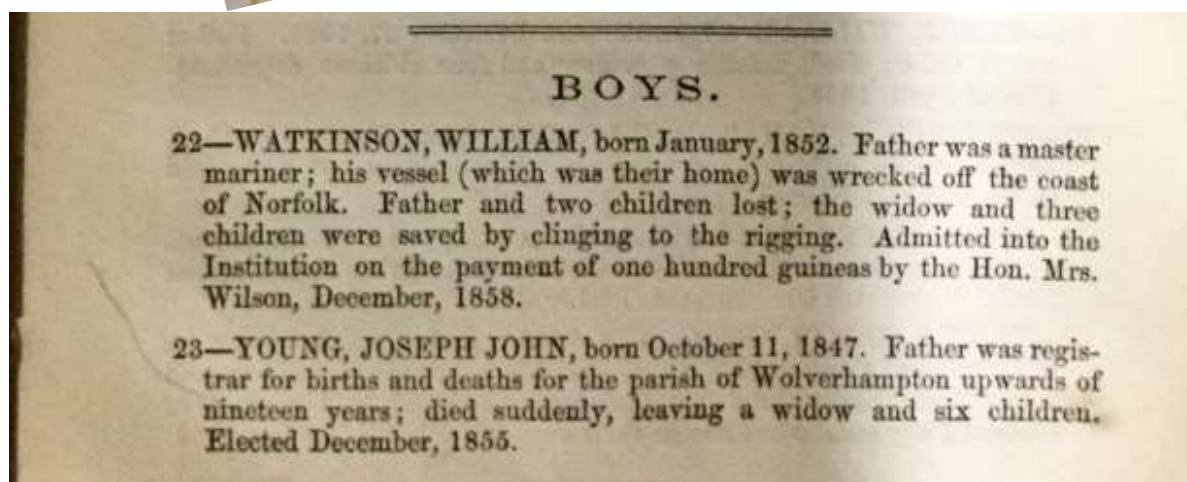 BOYS.
22—WATKINSON, WILLIAM, born January, 1852. Father was a master
mariner; his vessel (which was their home) was wrecked off the coast
of Norfolk. Father and two children lost; the widow and three
children were saved by clinging to the rigging. Admitted into the
Institution on the payment of one hundred guineas by the Hon. Mrs.
Wilson, December, 1858.
23—YOUNG, JOSEPH JOHN, born October 11, 1847. Father was regis-
trar for births and deaths for the parish of Wolverhampton upwards of
nineteen years; died suddenly, leaving a widow and six children.
Elected December, 1855.